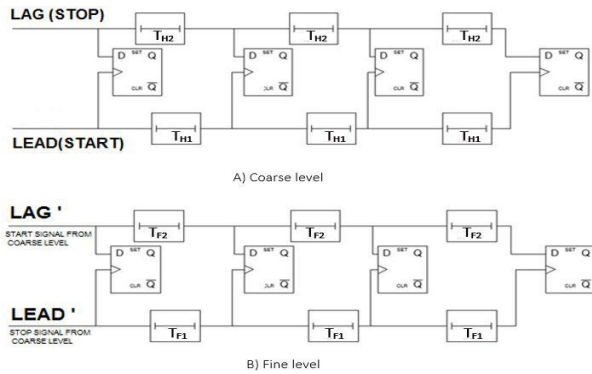 LAG (STOP)
TH2 TH2 TH2
D SET Q D SET Q D SET Q D SET Q
CLR Q CLR Q CLR Q CLR Q
TH1 TH1 TH1
LEAD(START)
A) Coarse level
LAG '
START SIGNAL FROM
COARSE LEVEL
TF2 TF2 TF2
D SET Q D SET Q D SET Q D SET Q
CLR Q CLR Q CLR Q CLR Q
LEAD '
STOP SIGNAL FROM
COARSE LEVEL
TF1 TF1 TF1
B) Fine level